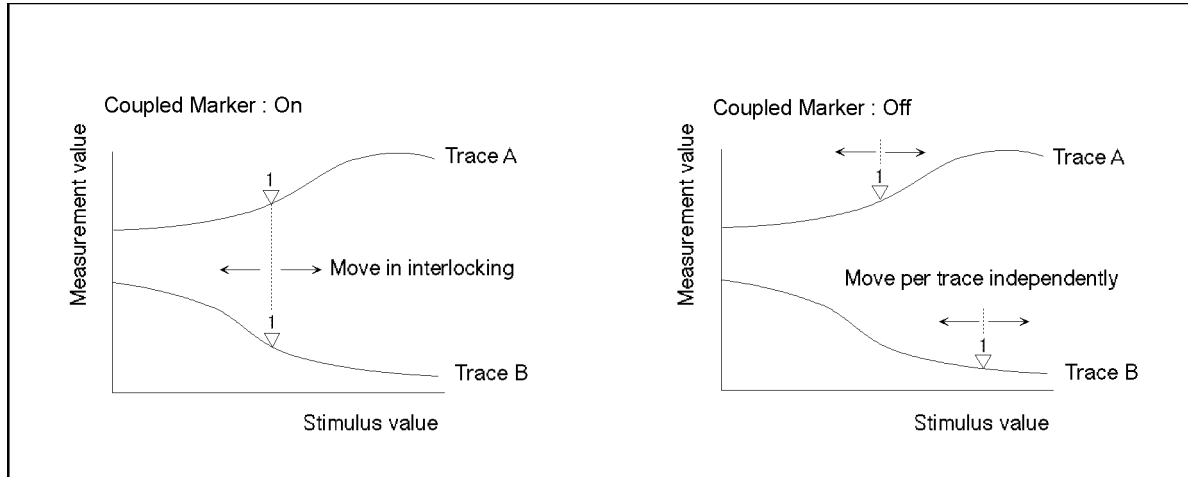 Coupled Marker : On
Measurement value
Trace A
1
Move in interlocking
1
Trace B
Stimulus value
Coupled Marker : Off
Measurement value
Trace A
1
Move per trace independently
1
Trace B
Stimulus value